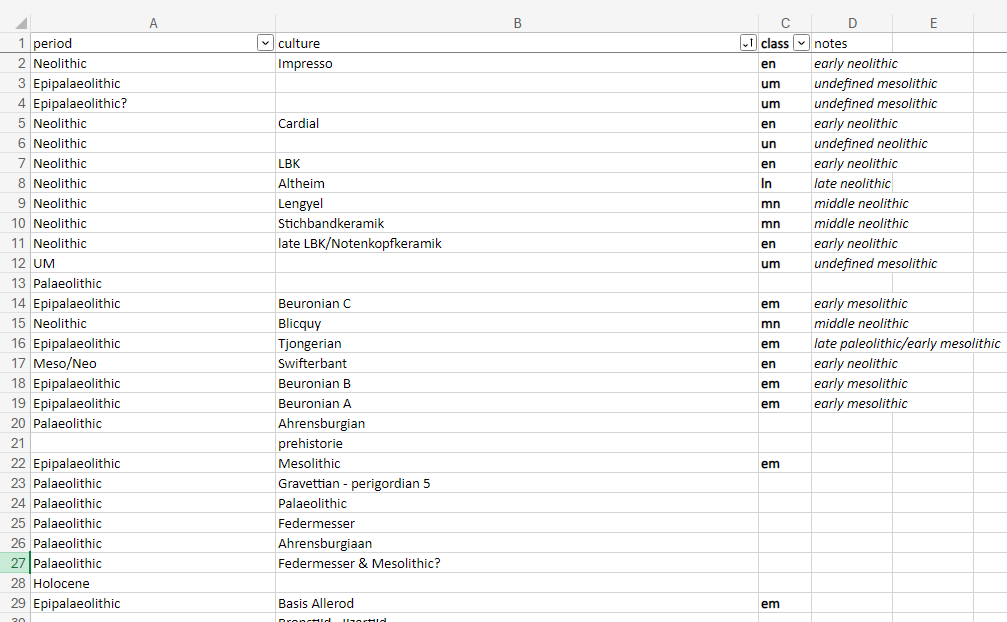 A B C D E
1 period culture class notes
2 Neolithic Impresso en early neolithic
3 Epipalaeolithic um undefined mesolithic
4 Epipalaeolithic? um undefined mesolithic
5 Neolithic Cardial en early neolithic
6 Neolithic un undefined neolithic
7 Neolithic LBK en early neolithic
8 Neolithic Altheim ln late neolithic
9 Neolithic Lengyel mn middle neolithic
10 Neolithic Stichbandkeramik mn middle neolithic
11 Neolithic late LBK/Notenkopfkeramik en early neolithic
12 UM um undefined mesolithic
13 Palaeolithic
14 Epipalaeolithic Beuronian C em early mesolithic
15 Neolithic Blicquy mn middle neolithic
16 Epipalaeolithic Tjongerian em late paleolithic/early mesolithic
17 Meso/Neo Swifterbant en early neolithic
18 Epipalaeolithic Beuronian B em early mesolithic
19 Epipalaeolithic Beuronian A em early mesolithic
20 Palaeolithic Ahrensburgian
21 prehistorie
22 Epipalaeolithic Mesolithic em
23 Palaeolithic Gravettian - perigordian 5
24 Palaeolithic Palaeolithic
25 Palaeolithic Federmesser
26 Palaeolithic Ahrensburgiaan
27 Palaeolithic Federmesser & Mesolithic?
28 Holocene
29 Epipalaeolithic Basis Allerod em